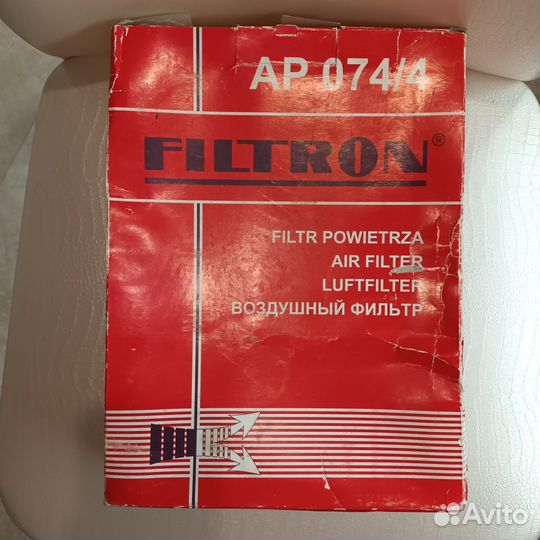 AP 074/4
FILTRON®
FILTR POWIETRZA
AIR FILTER
LUFTFILTER
ВОЗДУШНЫЙ ФИЛЬТР
Avito